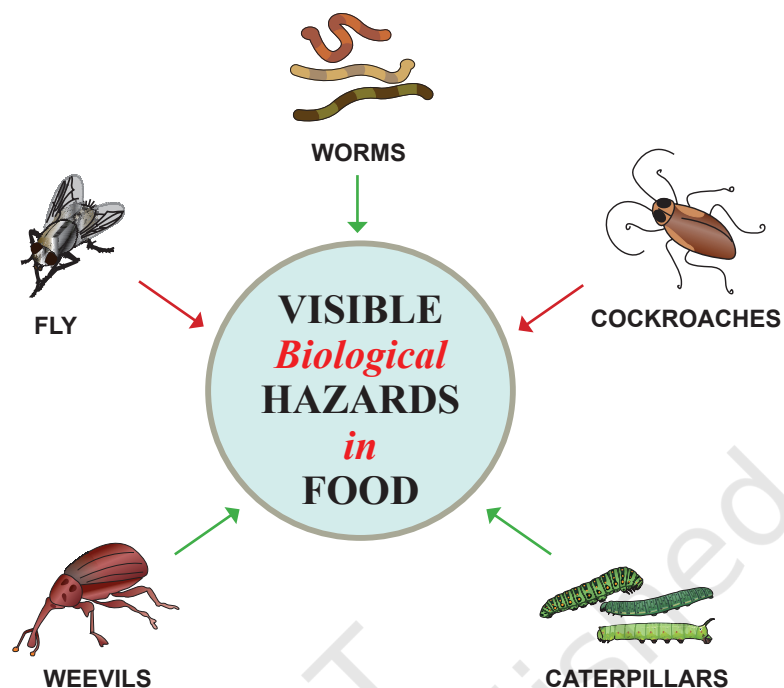 WORMS
FLY
COCKROACHES
VISIBLE
Biological
HAZARDS
in
FOOD
WEEVILS
CATERPILLARS